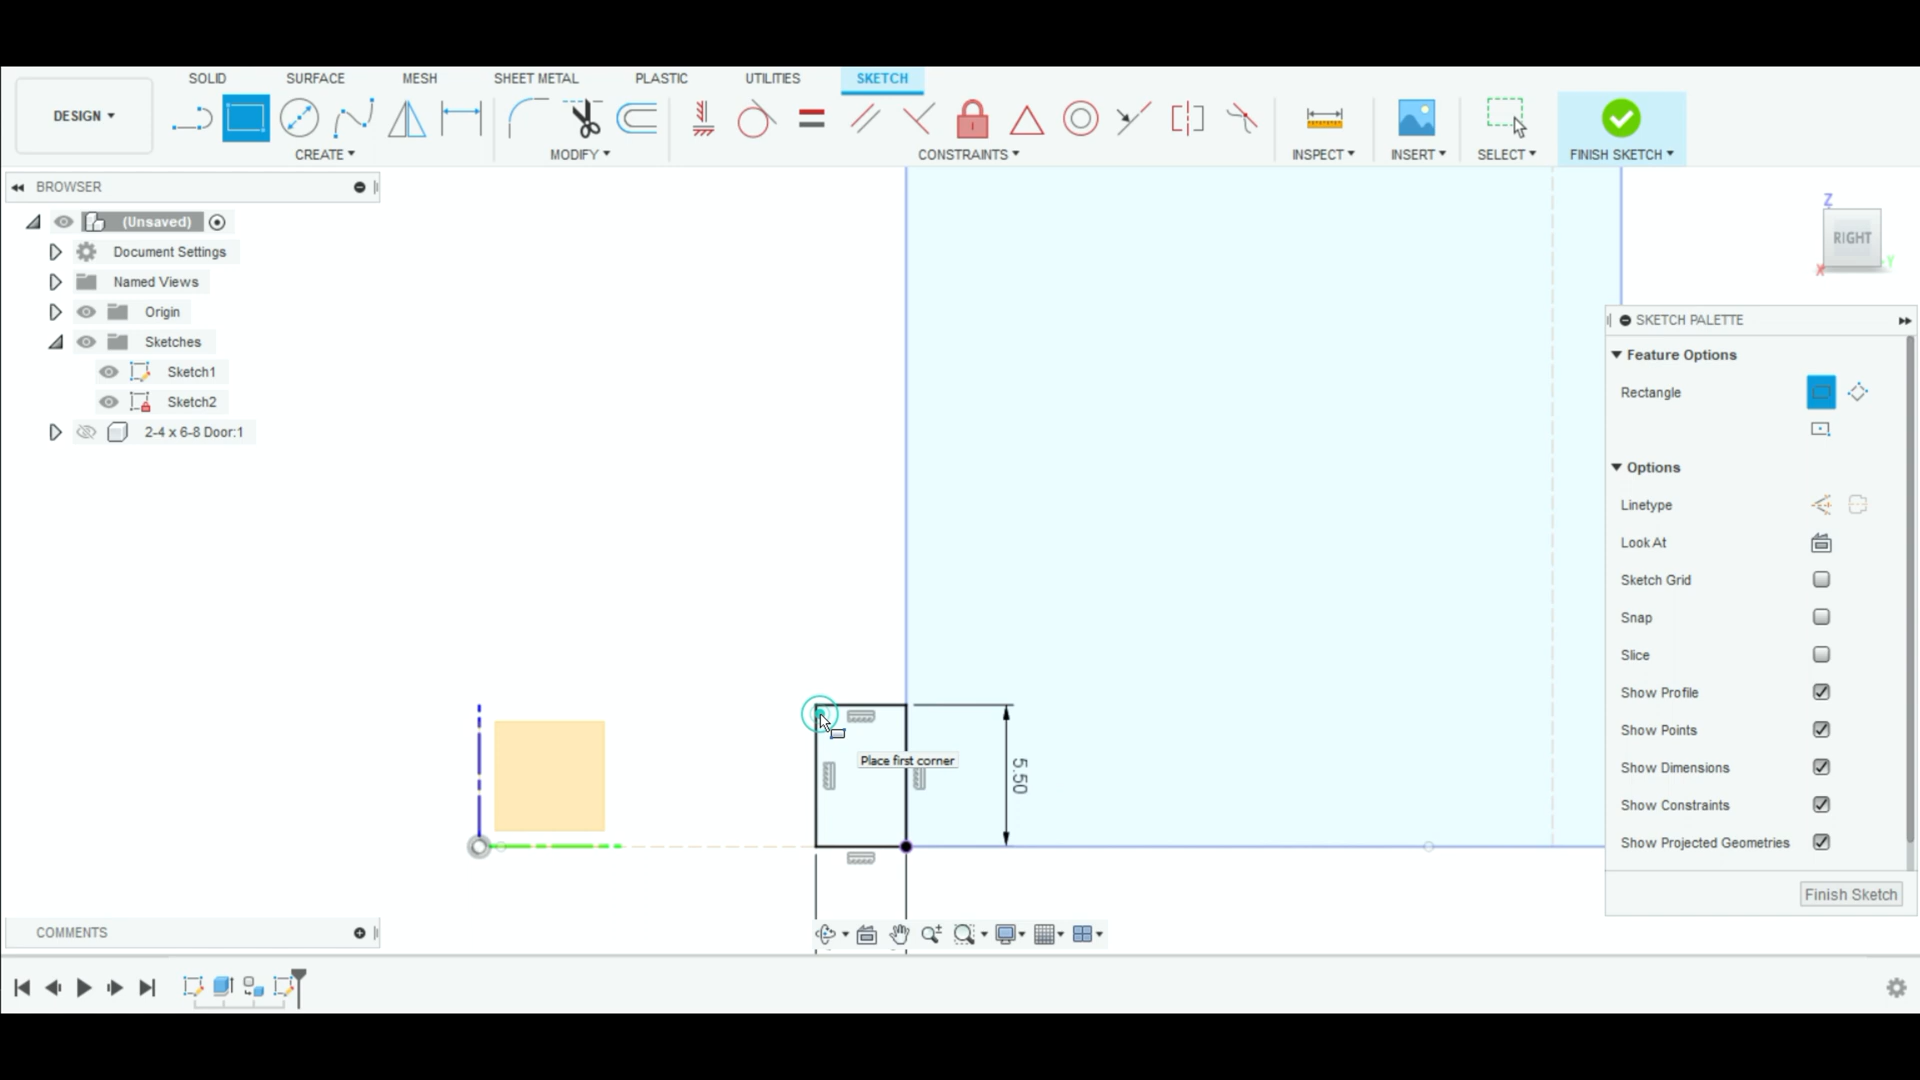 SOLID SURFACE MESH SHEET METAL PLASTIC UTILITIES SKETCH
DESIGN
CREATE MODIFY CONSTRAINTS INSPECT INSERT SELECT FINISH SKETCH
BROWSER
(Unsaved)
Document Settings
Named Views
Origin
Sketches
Sketch1
Sketch2
2-4 x 6-8 Door:1
Z
RIGHT
X
Y
SKETCH PALETTE
Feature Options
Rectangle
Options
Linetype
Look At
Sketch Grid
Snap
Slice
Show Profile
Show Points
Show Dimensions
Show Constraints
Show Projected Geometries
Finish Sketch
Place first corner
5.50
COMMENTS